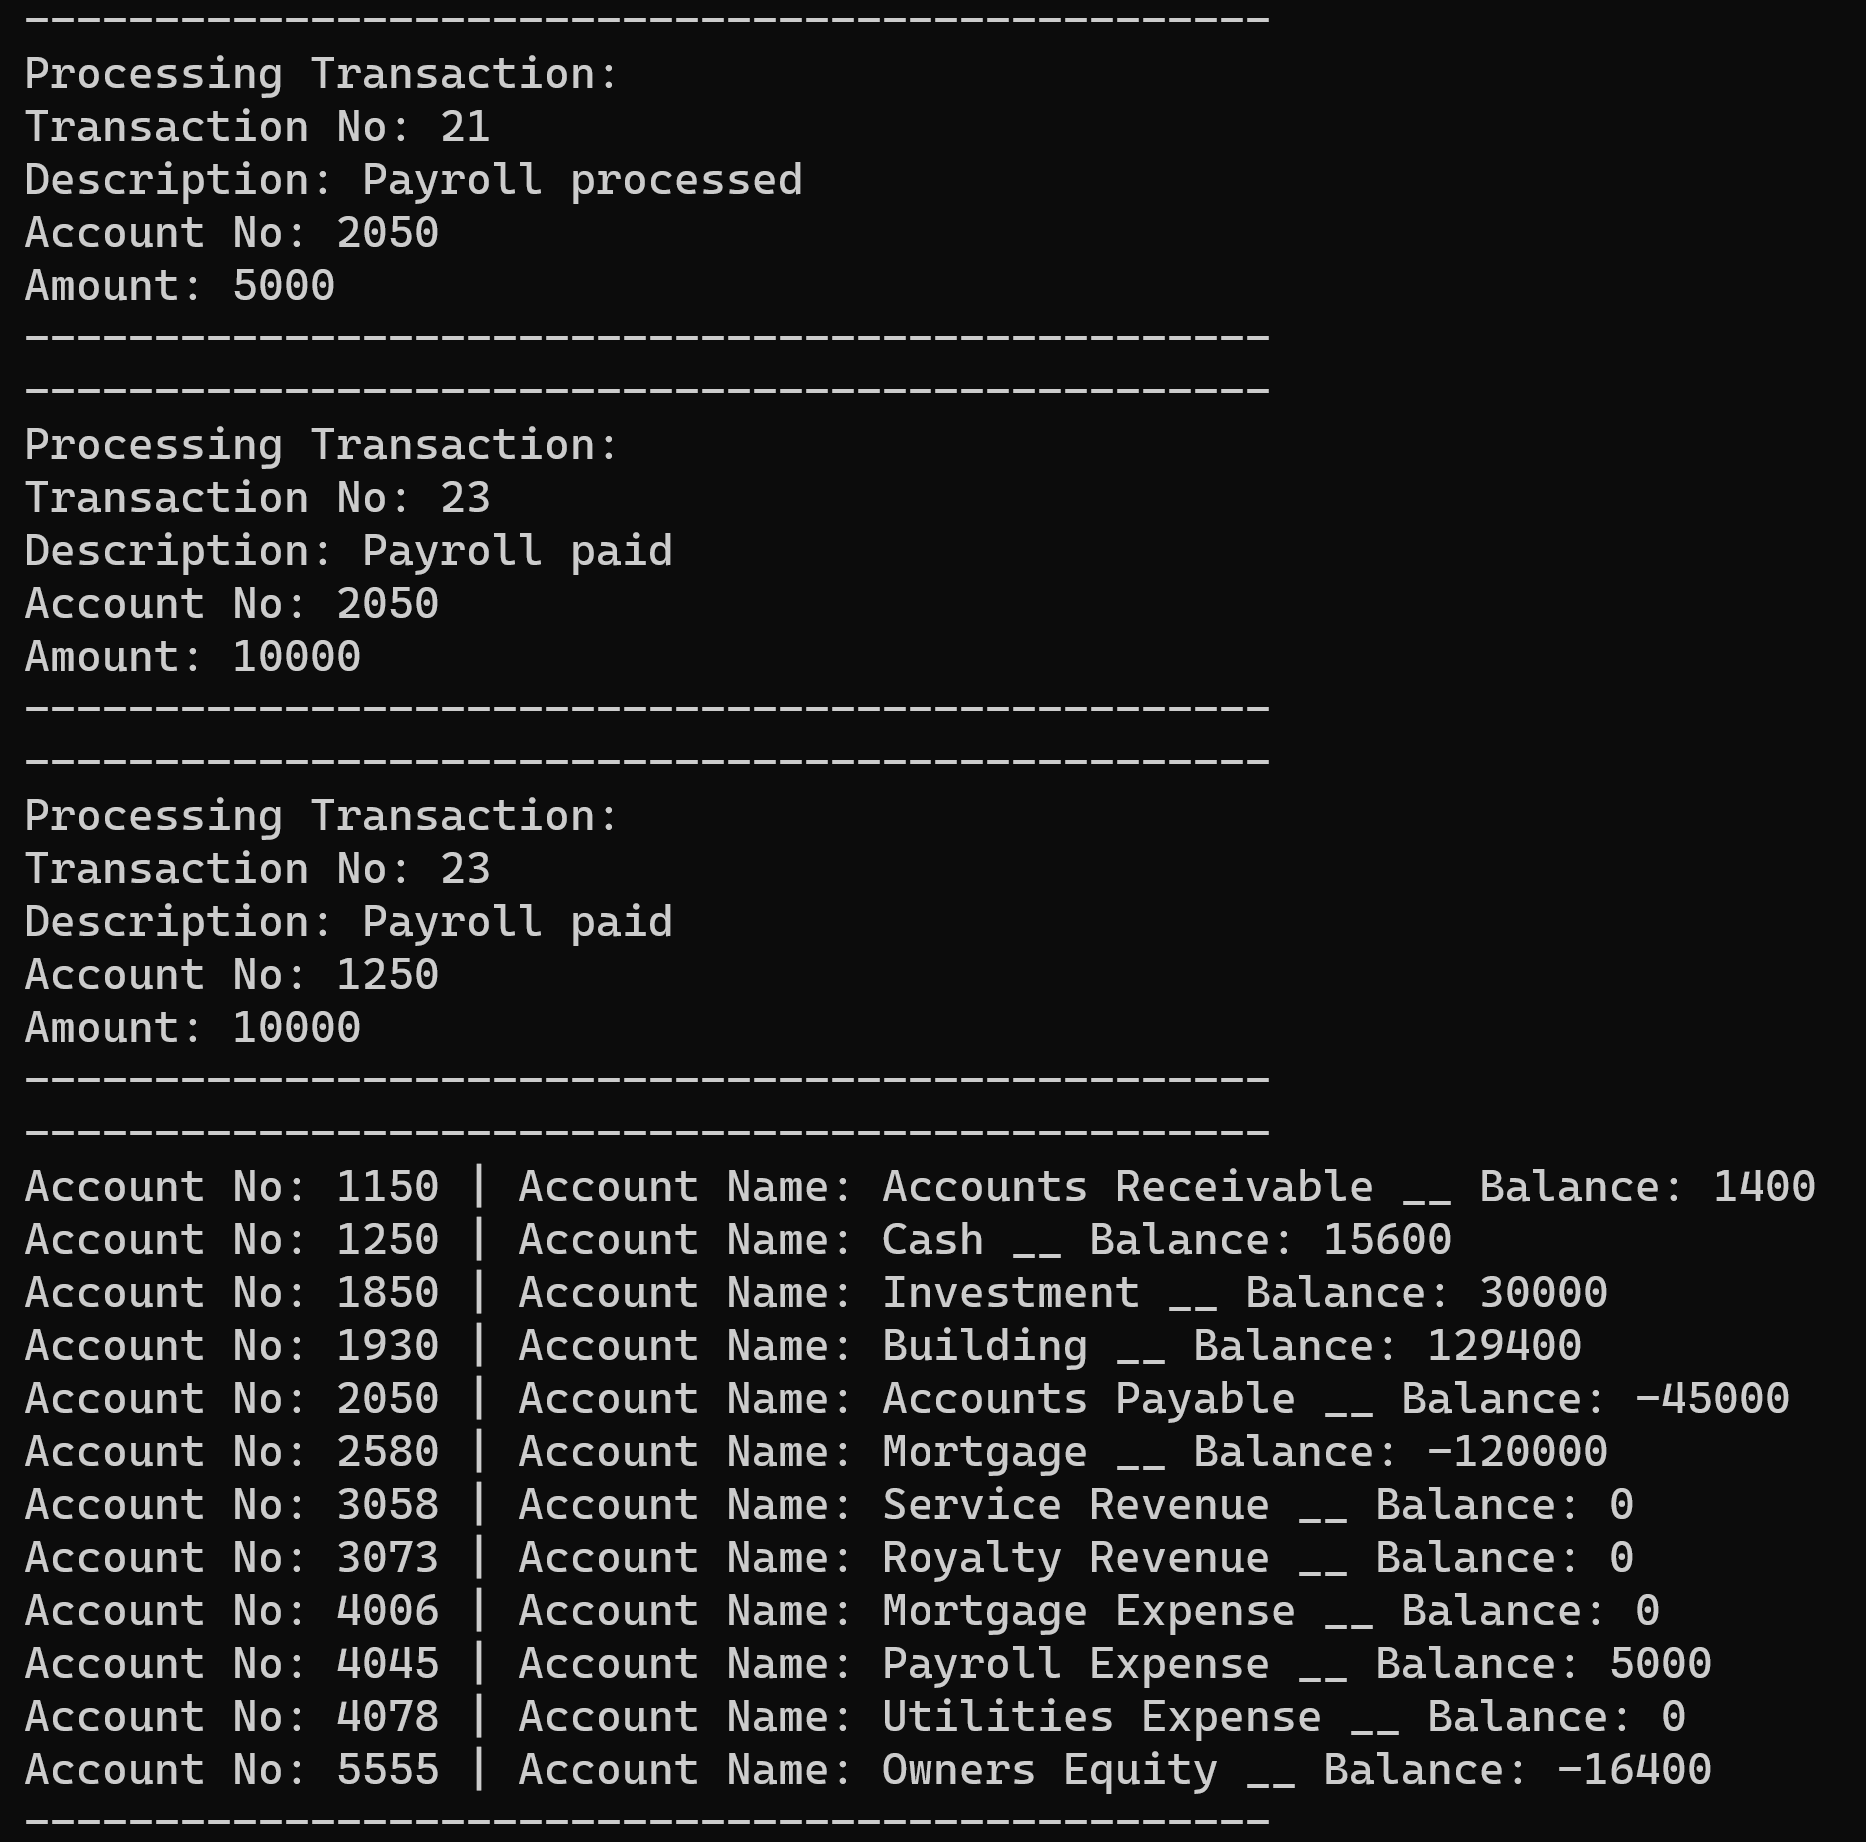 ------------------------------------------------
Processing Transaction:
Transaction No: 21
Description: Payroll processed
Account No: 2050
Amount: 5000
------------------------------------------------
------------------------------------------------
Processing Transaction:
Transaction No: 23
Description: Payroll paid
Account No: 2050
Amount: 10000
------------------------------------------------
------------------------------------------------
Processing Transaction:
Transaction No: 23
Description: Payroll paid
Account No: 1250
Amount: 10000
------------------------------------------------
------------------------------------------------
Account No: 1150 | Account Name: Accounts Receivable __ Balance: 1400
Account No: 1250 | Account Name: Cash __ Balance: 15600
Account No: 1850 | Account Name: Investment __ Balance: 30000
Account No: 1930 | Account Name: Building __ Balance: 129400
Account No: 2050 | Account Name: Accounts Payable __ Balance: -45000
Account No: 2580 | Account Name: Mortgage __ Balance: -120000
Account No: 3058 | Account Name: Service Revenue __ Balance: 0
Account No: 3073 | Account Name: Royalty Revenue __ Balance: 0
Account No: 4006 | Account Name: Mortgage Expense __ Balance: 0
Account No: 4045 | Account Name: Payroll Expense __ Balance: 5000
Account No: 4078 | Account Name: Utilities Expense __ Balance: 0
Account No: 5555 | Account Name: Owners Equity __ Balance: -16400
------------------------------------------------